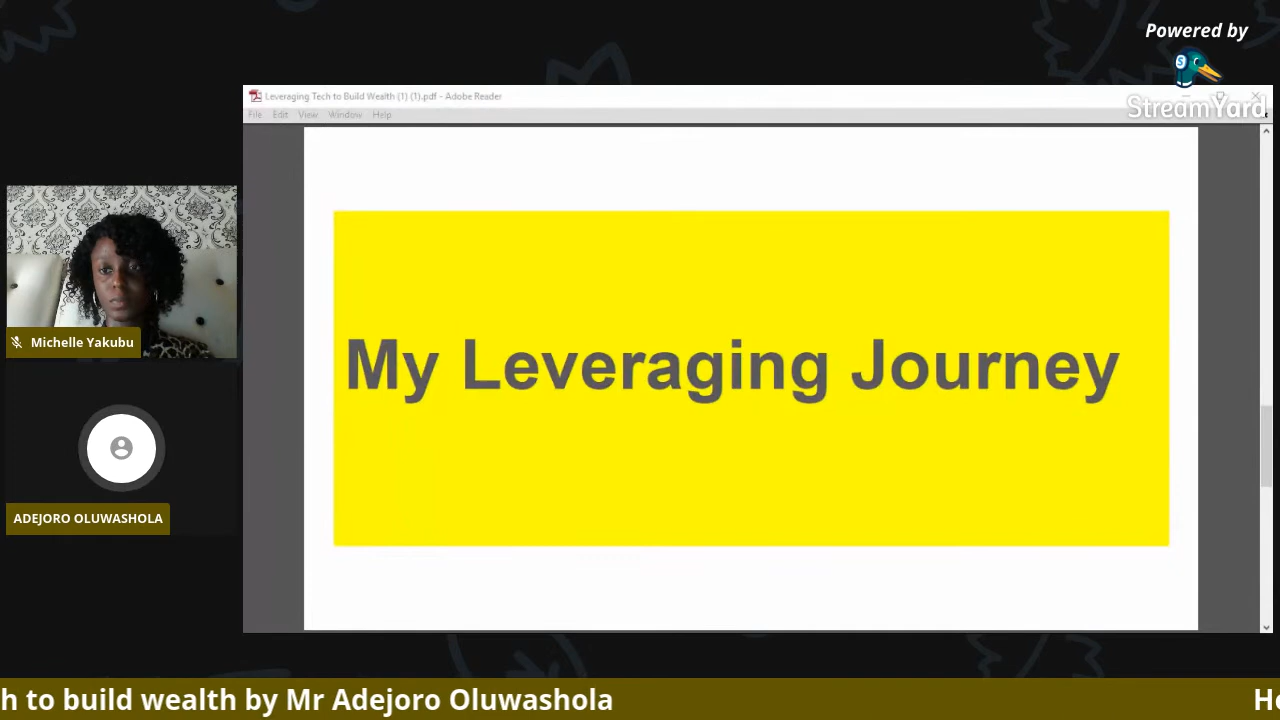 Powered by
StreamYard
Leveraging Tech to Build Wealth (1) (1).pdf - Adobe Reader
File Edit View Window Help
My Leveraging Journey
Michelle Yakubu
ADEJORO OLUWASHOLA
h to build wealth by Mr Adejoro Oluwashola
He